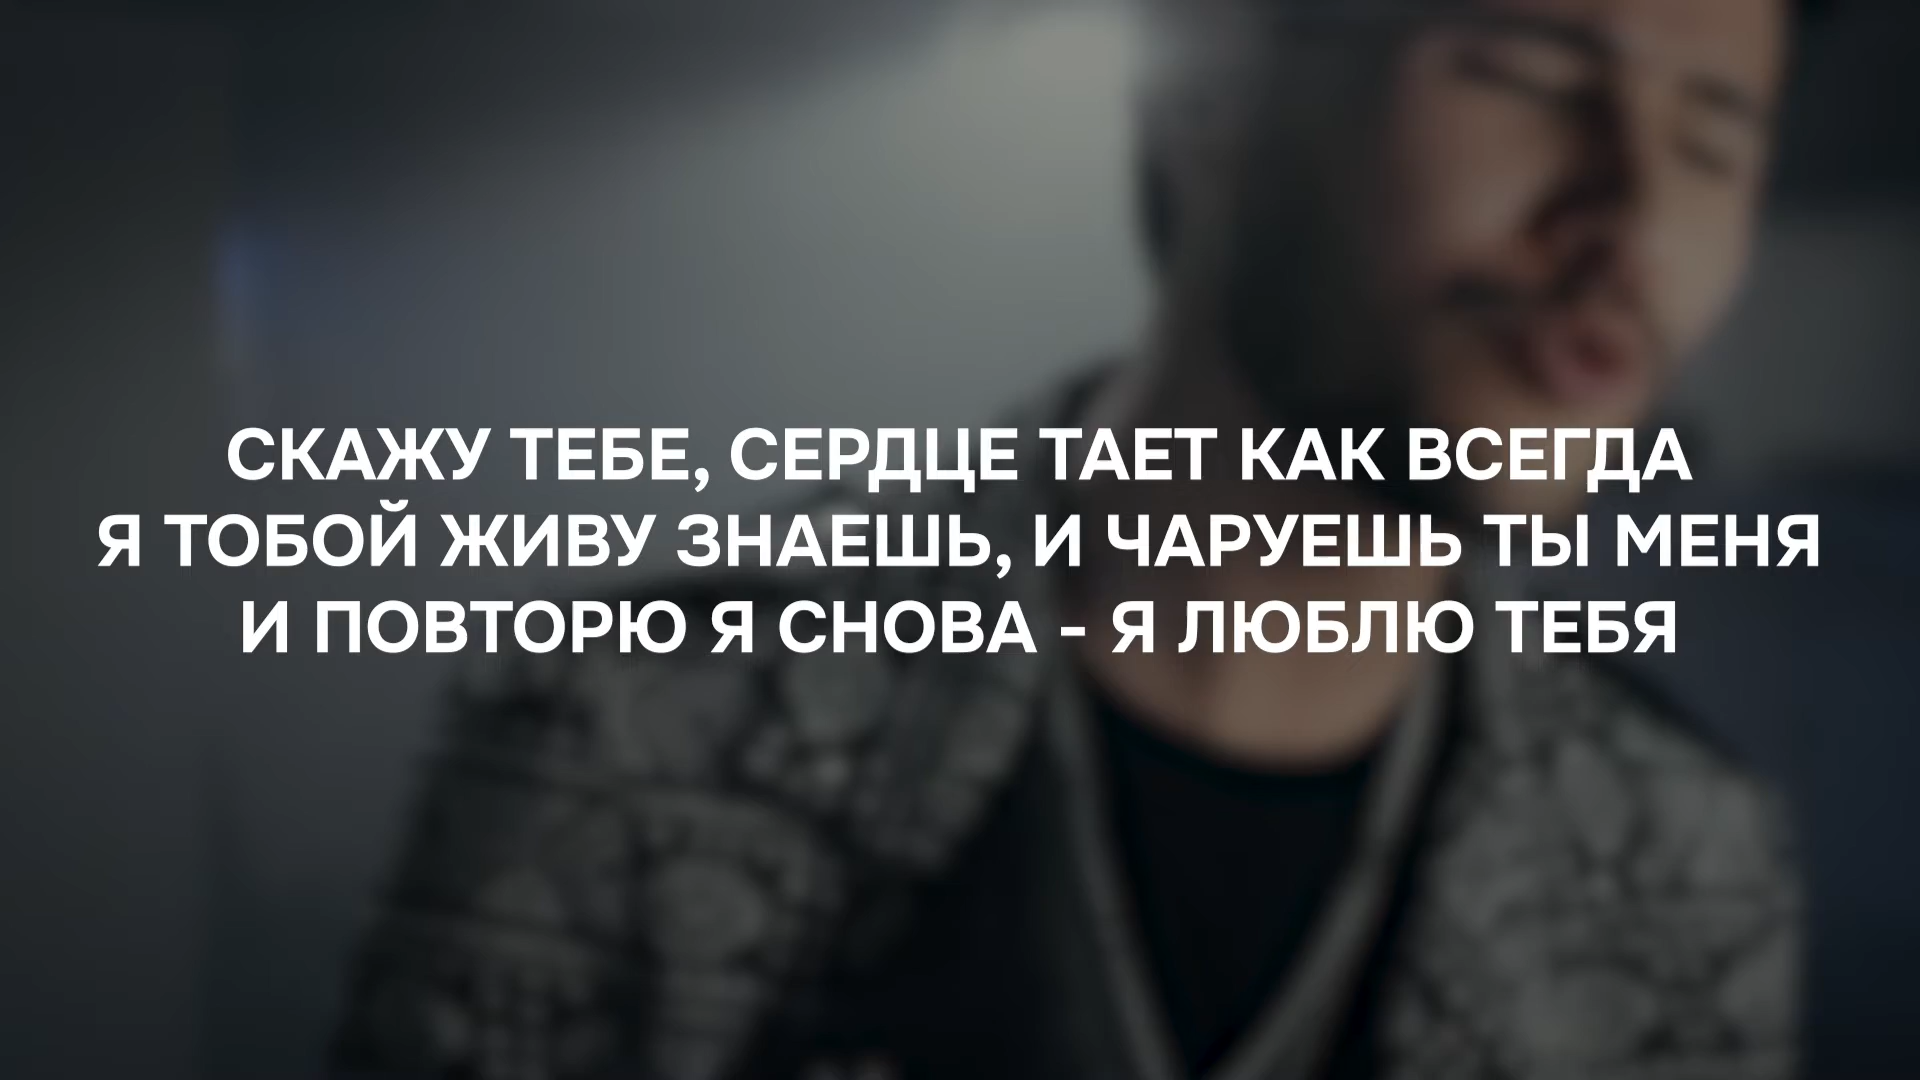 СКАЖУ ТЕБЕ, СЕРДЦЕ ТАЕТ КАК ВСЕГДА
Я ТОБОЙ ЖИВУ ЗНАЕШЬ, И ЧАРУЕШЬ ТЫ МЕНЯ
И ПОВТОРЮ Я СНОВА - Я ЛЮБЛЮ ТЕБЯ